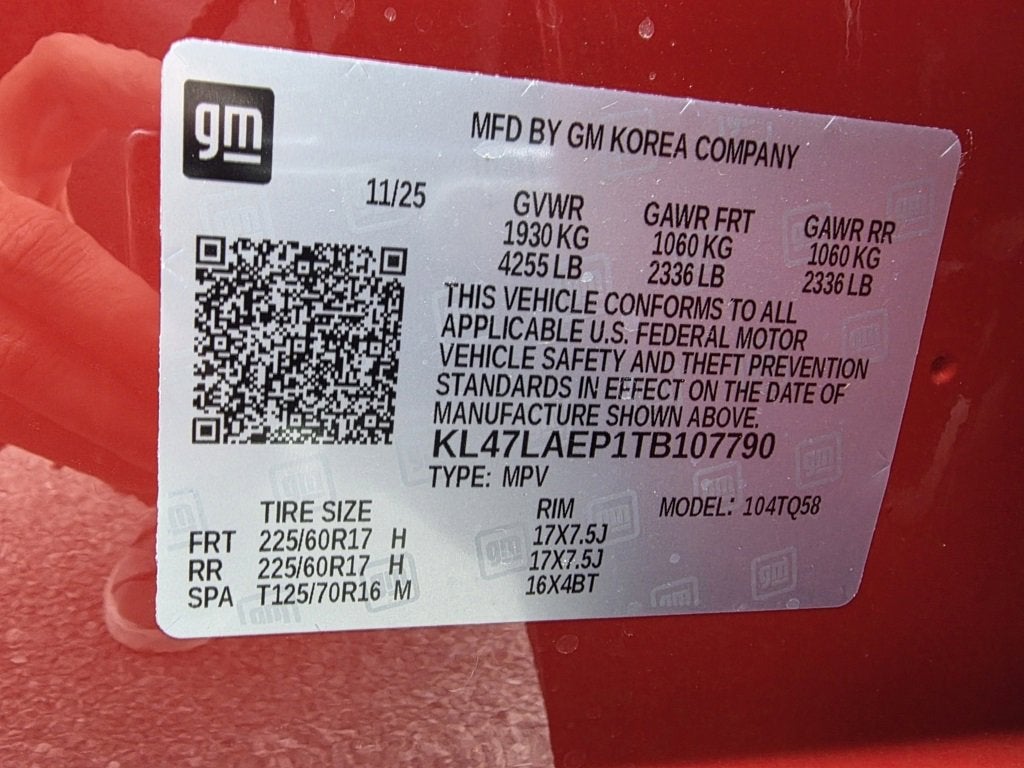 gm
MFD BY GM KOREA COMPANY
11/25
GVWR GAWR FRT GAWR RR
1930 KG 1060 KG 1060 KG
4255 LB 2336 LB 2336 LB
THIS VEHICLE CONFORMS TO ALL
APPLICABLE U.S. FEDERAL MOTOR
VEHICLE SAFETY AND THEFT PREVENTION
STANDARDS IN EFFECT ON THE DATE OF
MANUFACTURE SHOWN ABOVE.
KL47LAEP1TB107790
TYPE: MPV
TIRE SIZE RIM MODEL: 104TQ58
FRT 225/60R17 H 17X7.5J
RR 225/60R17 H 17X7.5J
SPA T125/70R16 M 16X4BT